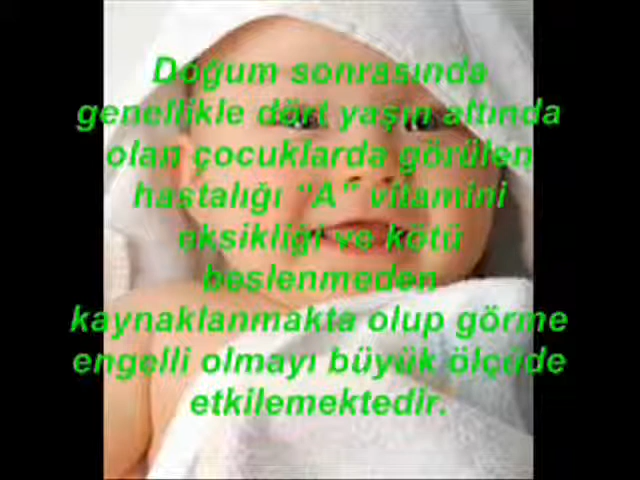 Doğum sonrasında
genellikle dört yaşın altında
olan çocuklarda görülen
hastalığı "A" vitamini
eksikliği ve kötü
beslenmeden
kaynaklanmakta olup görme
engelli olmayı büyük ölçüde
etkilemektedir.